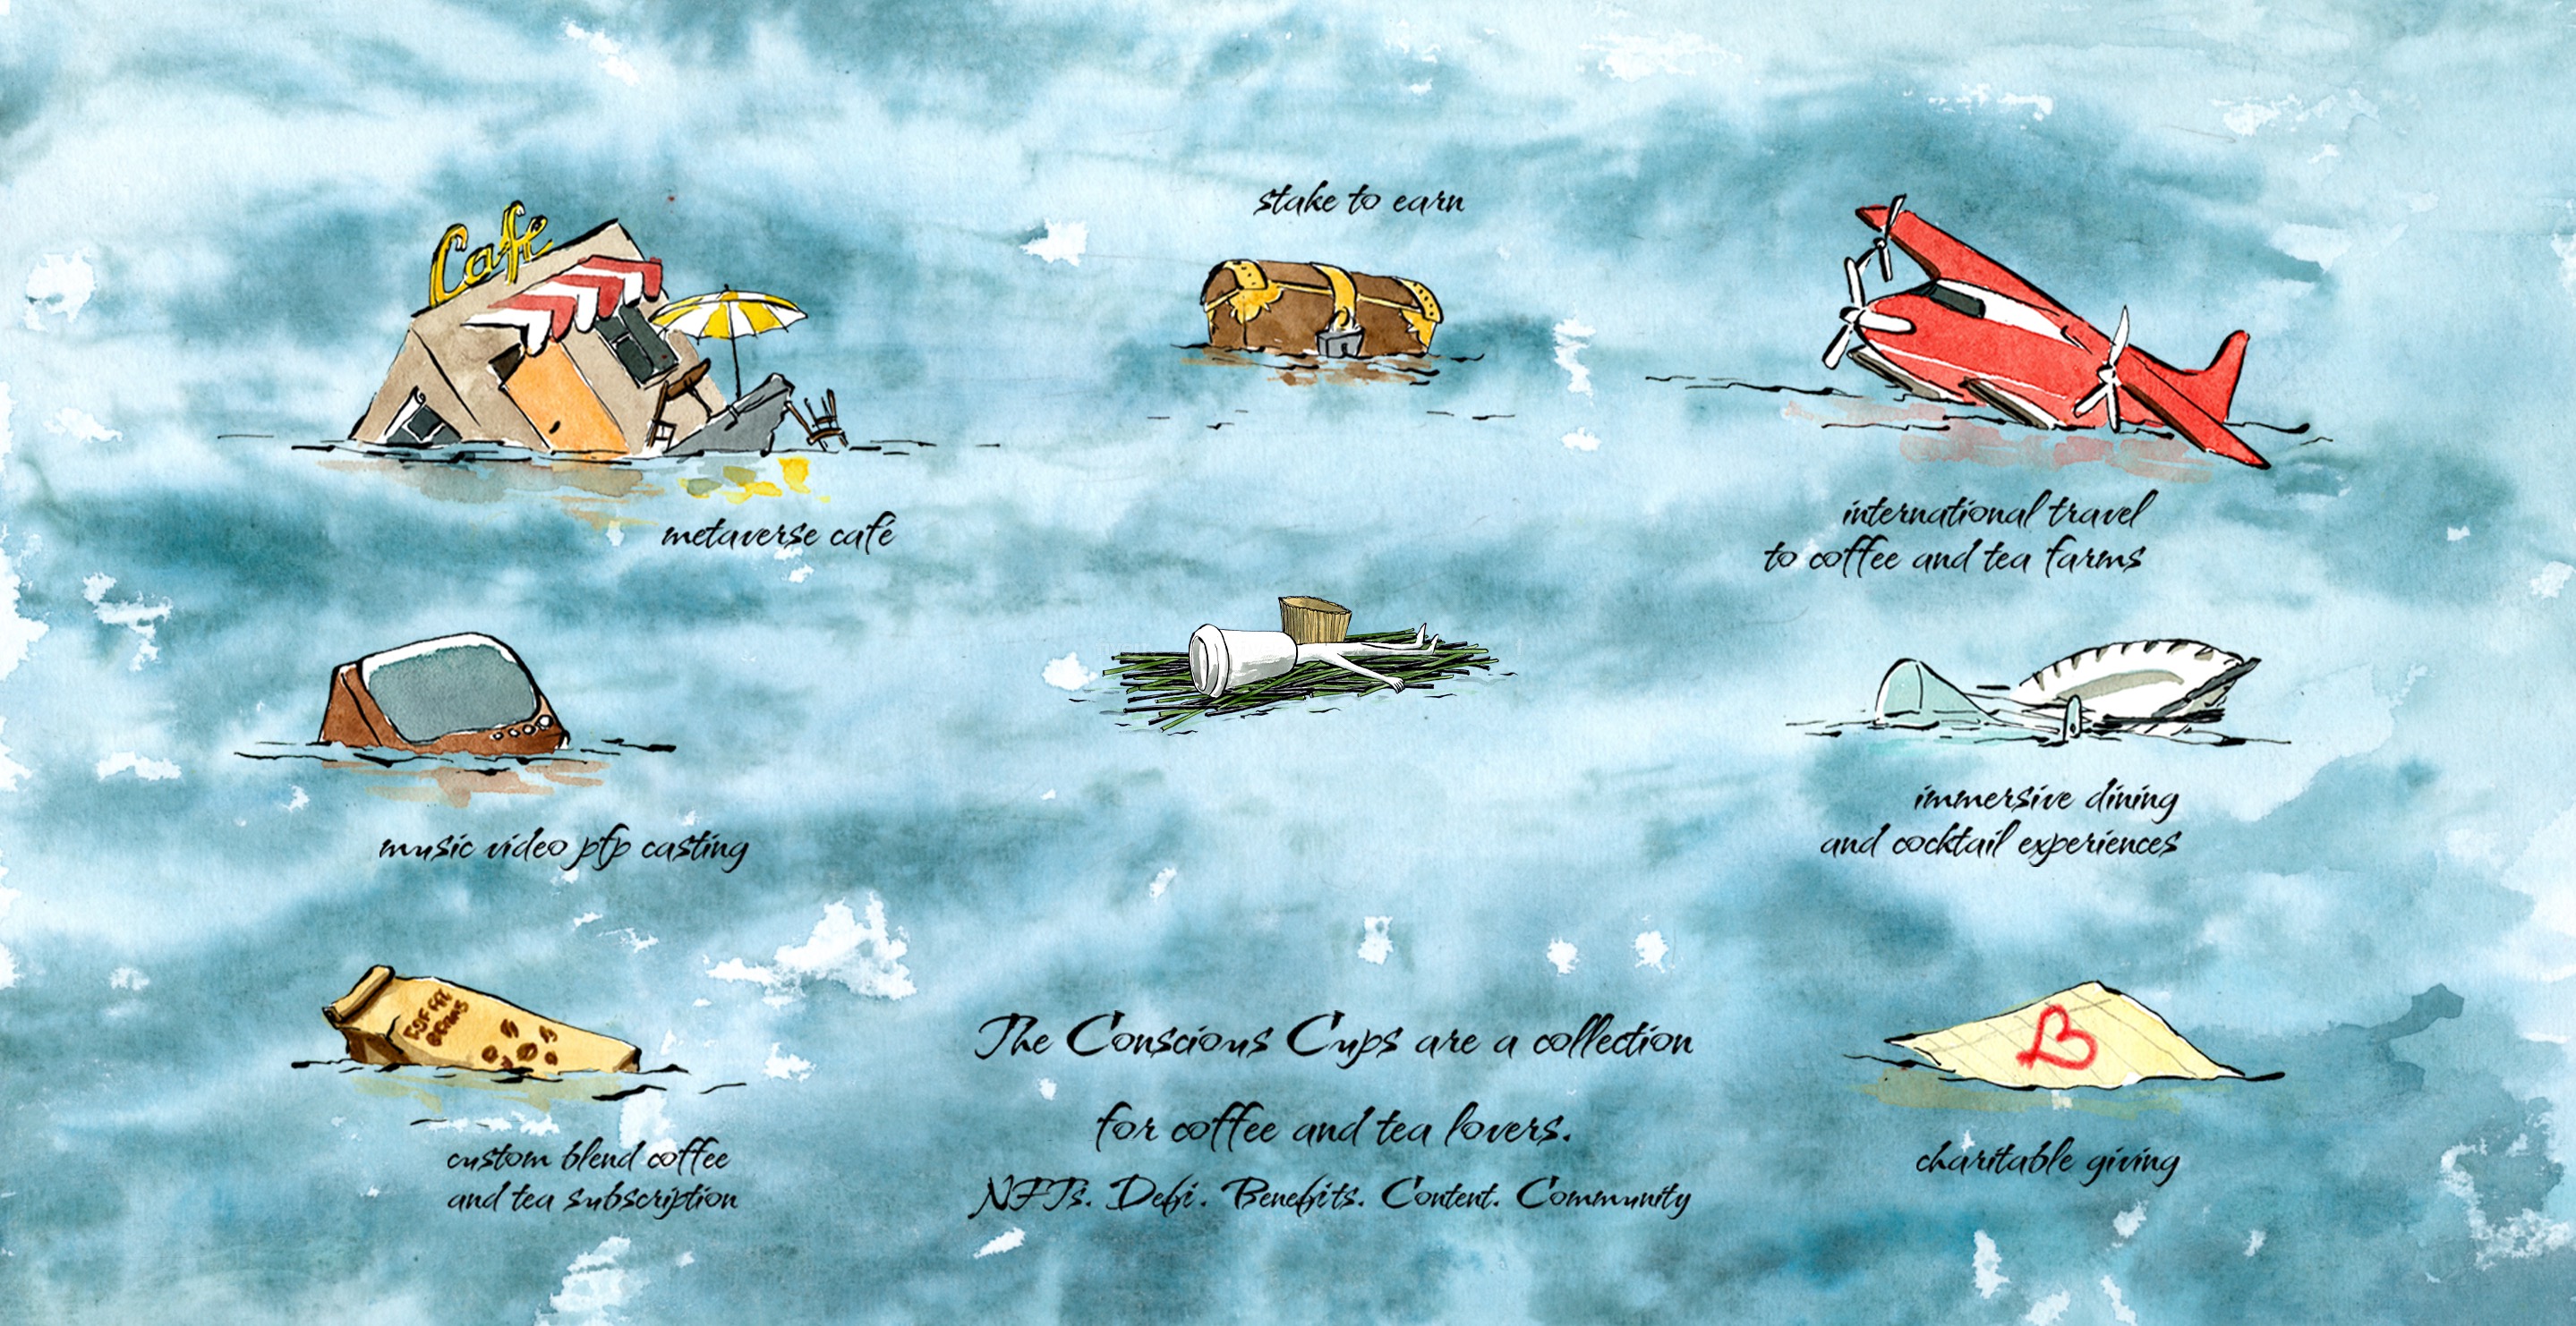 Cafe
stake to earn
metaverse café
international travel
to coffee and tea farms
music video pfp casting
immersive dining
and cocktail experiences
COFFEE
BEANS
custom blend coffee
and tea subscription
The Conscious Cups are a collection
for coffee and tea lovers.
NFTs. Defi. Benefits. Content. Community
charitable giving